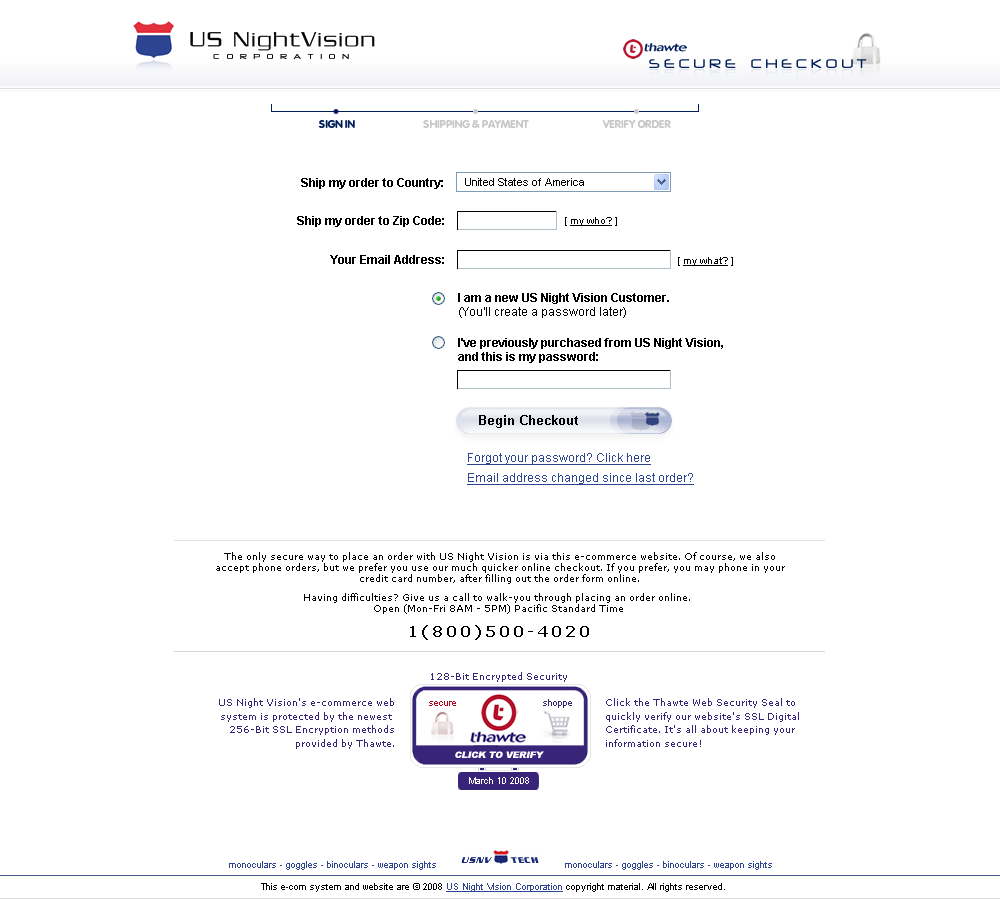 US NightVision
CORPORATION
thawte
SECURE CHECKOUT
SIGN IN
SHIPPING & PAYMENT
VERIFY ORDER
Ship my order to Country:
United States of America
Ship my order to Zip Code:
[ my who? ]
Your Email Address:
[ my what? ]
I am a new US Night Vision Customer.
(You'll create a password later)
I've previously purchased from US Night Vision,
and this is my password:
Begin Checkout
Forgot your password? Click here
Email address changed since last order?
The only secure way to place an order with US Night Vision is via this e-commerce website. Of course, we also
accept phone orders, but we prefer you use our much quicker online checkout. If you prefer, you may phone in your
credit card number, after filling out the order form online.
Having difficulties? Give us a call to walk-you through placing an order online.
Open (Mon-Fri 8AM - 5PM) Pacific Standard Time
1(800)500-4020
128-Bit Encrypted Security
US Night Vision's e-commerce web
system is protected by the newest
256-Bit SSL Encryption methods
provided by Thawte.
secure
shoppe
thawte
CLICK TO VERIFY
March 10 2008
Click the Thawte Web Security Seal to
quickly verify our website's SSL Digital
Certificate. It's all about keeping your
information secure!
monoculars - goggles - binoculars - weapon sights
USNV TECH
monoculars - goggles - binoculars - weapon sights
This e-com system and website are © 2008 US Night Vision Corporation copyright material. All rights reserved.